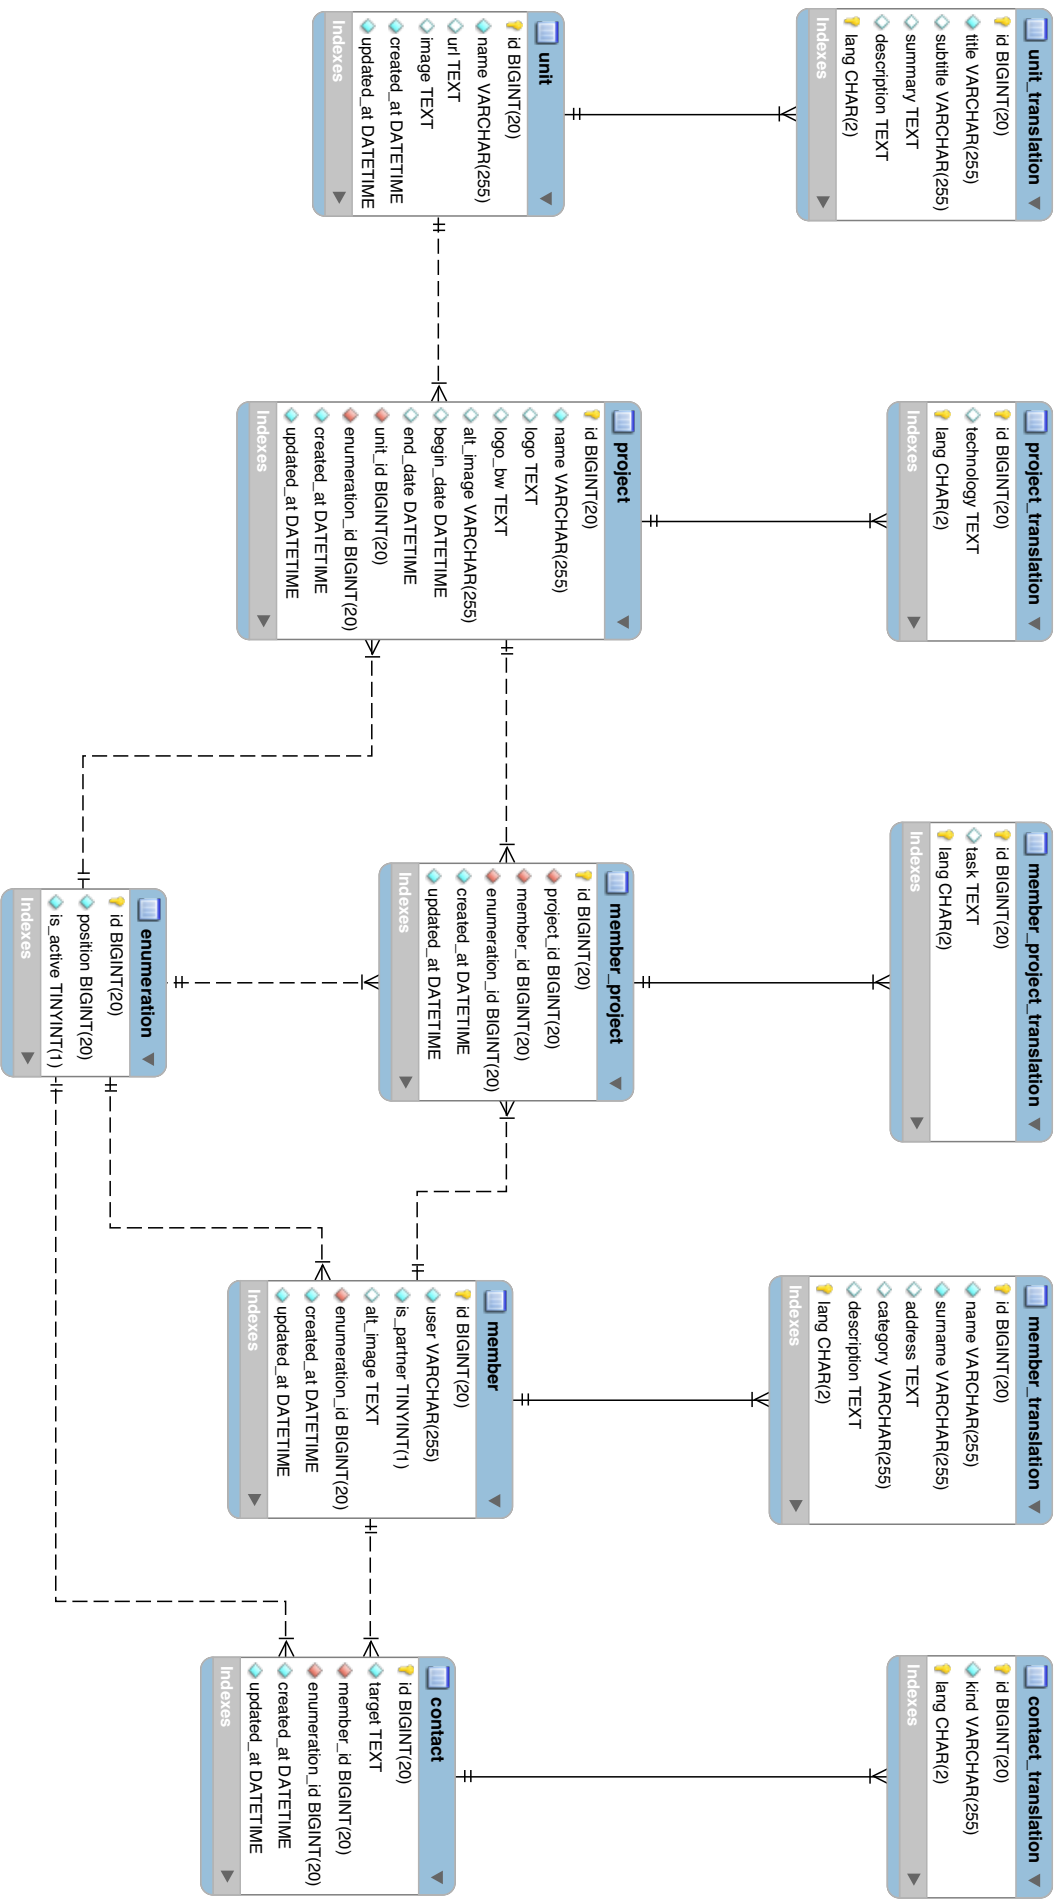 unit_translation
id BIGINT(20)
title VARCHAR(255)
subtitle VARCHAR(255)
summary TEXT
description TEXT
lang CHAR(2)
Indexes
project_translation
id BIGINT(20)
technology TEXT
lang CHAR(2)
Indexes
member_project_translation
id BIGINT(20)
task TEXT
lang CHAR(2)
Indexes
member_translation
id BIGINT(20)
name VARCHAR(255)
surname VARCHAR(255)
address TEXT
category VARCHAR(255)
description TEXT
lang CHAR(2)
Indexes
contact_translation
id BIGINT(20)
kind VARCHAR(255)
lang CHAR(2)
Indexes
unit
id BIGINT(20)
name VARCHAR(255)
url TEXT
image TEXT
created_at DATETIME
updated_at DATETIME
Indexes
project
id BIGINT(20)
name VARCHAR(255)
logo TEXT
logo_bw TEXT
alt_image VARCHAR(255)
begin_date DATETIME
end_date DATETIME
unit_id BIGINT(20)
enumeration_id BIGINT(20)
created_at DATETIME
updated_at DATETIME
Indexes
member_project
id BIGINT(20)
project_id BIGINT(20)
member_id BIGINT(20)
enumeration_id BIGINT(20)
created_at DATETIME
updated_at DATETIME
Indexes
member
id BIGINT(20)
user VARCHAR(255)
is_partner TINYINT(1)
alt_image TEXT
enumeration_id BIGINT(20)
created_at DATETIME
updated_at DATETIME
Indexes
contact
id BIGINT(20)
target TEXT
member_id BIGINT(20)
enumeration_id BIGINT(20)
created_at DATETIME
updated_at DATETIME
Indexes
enumeration
id BIGINT(20)
position BIGINT(20)
is_active TINYINT(1)
Indexes